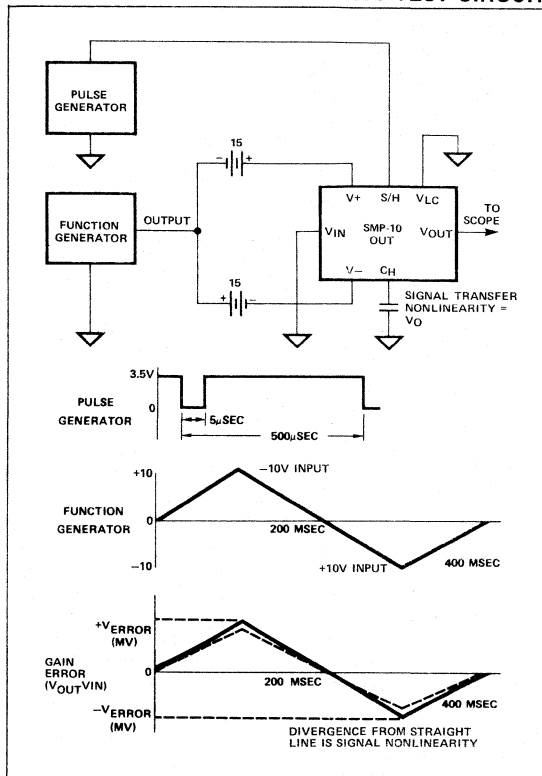 PULSE
GENERATOR
FUNCTION
GENERATOR
OUTPUT
15
- +
15
+ -
V+ S/H VLC
VIN SMP-10 VOUT
OUT
V- CH
TO
SCOPE
SIGNAL TRANSFER
NONLINEARITY =
VO
3.5V
PULSE
GENERATOR
0
5μSEC
500μSEC
+10
-10V INPUT
FUNCTION
GENERATOR
0
200 MSEC
400 MSEC
-10
+10V INPUT
+VERROR
(MV)
GAIN
ERROR
(VOUTVIN)
0
200 MSEC
400 MSEC
-VERROR
(MV)
DIVERGENCE FROM STRAIGHT
LINE IS SIGNAL NONLINEARITY